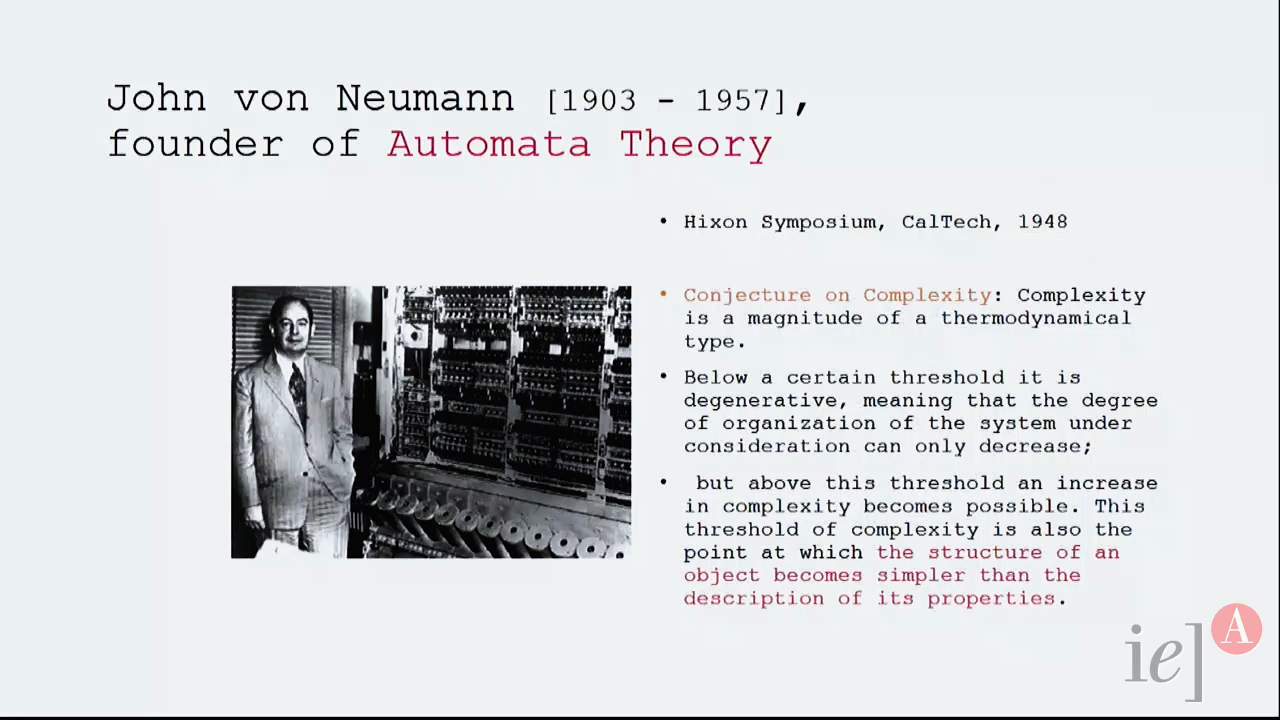 John von Neumann [1903 - 1957],
founder of Automata Theory
• Hixon Symposium, CalTech, 1948
• Conjecture on Complexity: Complexity
is a magnitude of a thermodynamical
type.
• Below a certain threshold it is
degenerative, meaning that the degree
of organization of the system under
consideration can only decrease;
• but above this threshold an increase
in complexity becomes possible. This
threshold of complexity is also the
point at which the structure of an
object becomes simpler than the
description of its properties.
ie] A